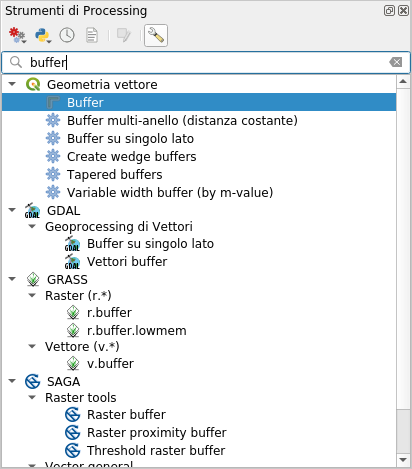 Strumenti di Processing
buffer
Geometria vettore
Buffer
Buffer multi-anello (distanza costante)
Buffer su singolo lato
Create wedge buffers
Tapered buffers
Variable width buffer (by m-value)
GDAL
Geoprocessing di Vettori
Buffer su singolo lato
Vettori buffer
GRASS
Raster (r.*)
r.buffer
r.buffer.lowmem
Vettore (v.*)
v.buffer
SAGA
Raster tools
Raster buffer
Raster proximity buffer
Threshold raster buffer
Vector general